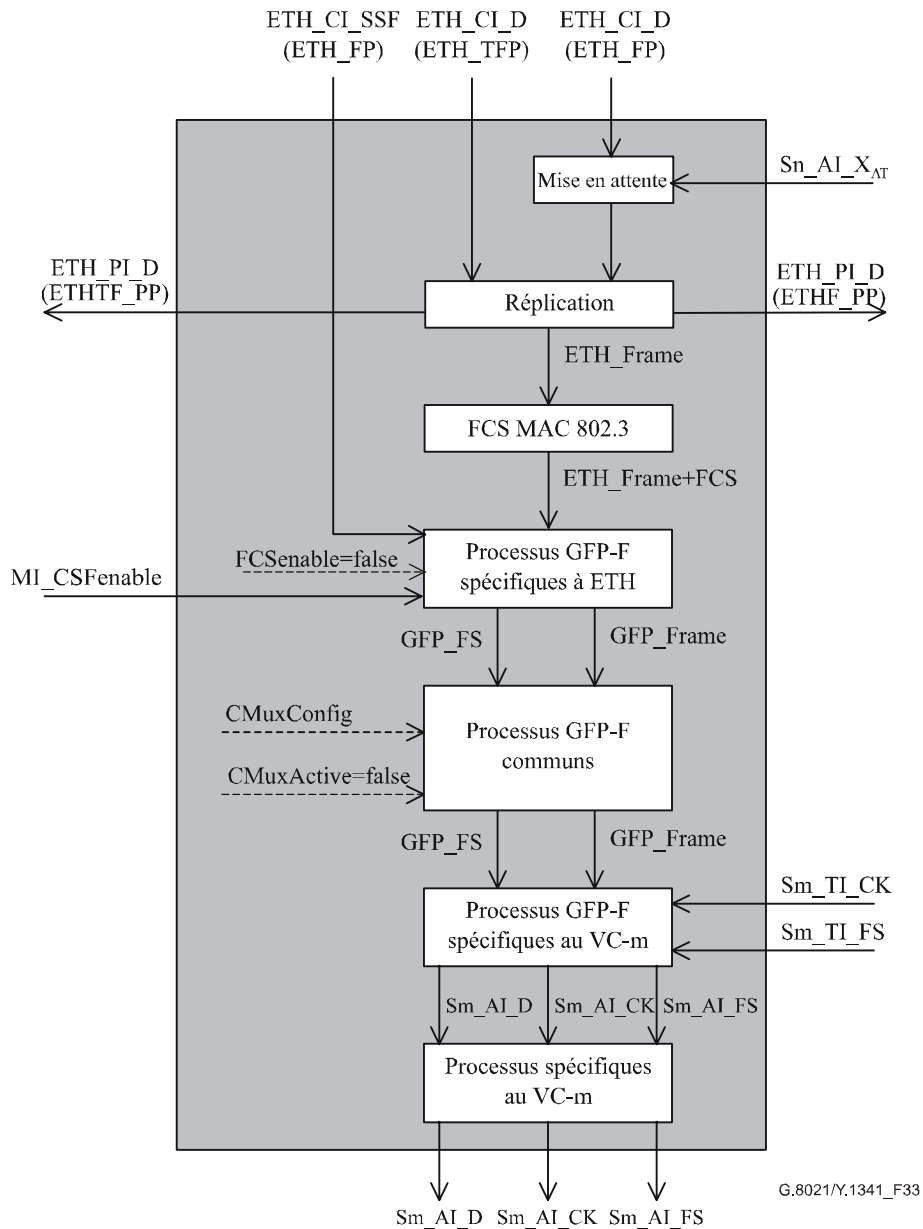 ETH_CI_SSF
(ETH_FP)
ETH_CI_D
(ETH_TFP)
ETH_CI_D
(ETH_FP)
Mise en attente
Sn_AI_X_AT
ETH_PI_D
(ETHTF_PP)
ETH_PI_D
(ETHF_PP)
Réplication
ETH_Frame
FCS MAC 802.3
ETH_Frame+FCS
FCSenable=false
Processus GFP-F
spécifiques à ETH
MI_CSFenable
GFP_FS
GFP_Frame
CMuxConfig
Processus GFP-F
communs
CMuxActive=false
GFP_FS
GFP_Frame
Sm_TI_CK
Processus GFP-F
spécifiques au VC-m
Sm_TI_FS
Sm_AI_D
Sm_AI_CK
Sm_AI_FS
Processus spécifiques
au VC-m
G.8021/Y.1341_F33
Sm_AI_D
Sm_AI_CK
Sm_AI_FS